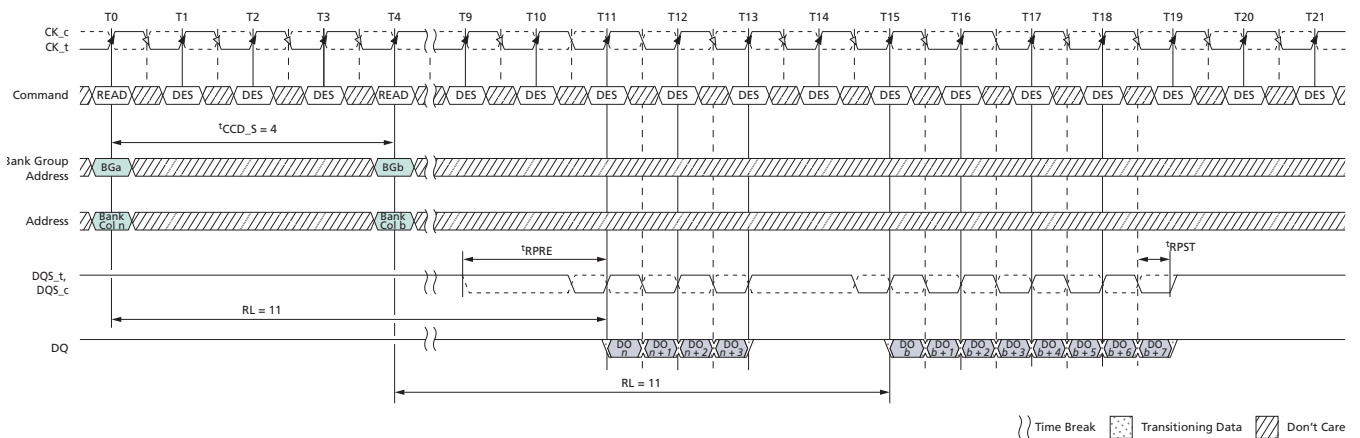 T0 T1 T2 T3 T4 T9 T10 T11 T12 T13 T14 T15 T16 T17 T18 T19 T20 T21
CK_c
CK_t
Command READ DES DES DES READ DES DES DES DES DES DES DES DES DES DES DES DES DES
tCCD_S = 4
Bank Group
Address
BGa BGb
Address
Bank
Col n
Bank
Col b
tRPRE
tRPST
DQS_t,
DQS_c
RL = 11
DQ
DO
n
DO
n + 1
DO
n + 2
DO
n + 3
DO
b
DO
b + 1
DO
b + 2
DO
b + 3
DO
b + 4
DO
b + 5
DO
b + 6
DO
b + 7
RL = 11
Time Break Transitioning Data Don't Care